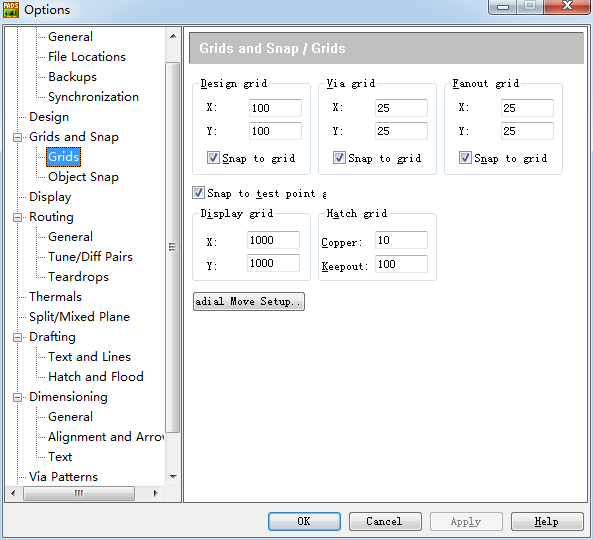 PADS
Options
General
File Locations
Backups
Synchronization
Design
Grids and Snap
Grids
Object Snap
Display
Routing
General
Tune/Diff Pairs
Teardrops
Thermals
Split/Mixed Plane
Drafting
Text and Lines
Hatch and Flood
Dimensioning
General
Alignment and Arrow
Text
Via Patterns
Grids and Snap / Grids
Design grid
X: 100
Y: 100
Snap to grid
Via grid
X: 25
Y: 25
Snap to grid
Fanout grid
X: 25
Y: 25
Snap to grid
Snap to test point g
Display grid
X: 1000
Y: 1000
Hatch grid
Copper: 10
Keepout: 100
adial Move Setup..
OK
Cancel
Apply
Help